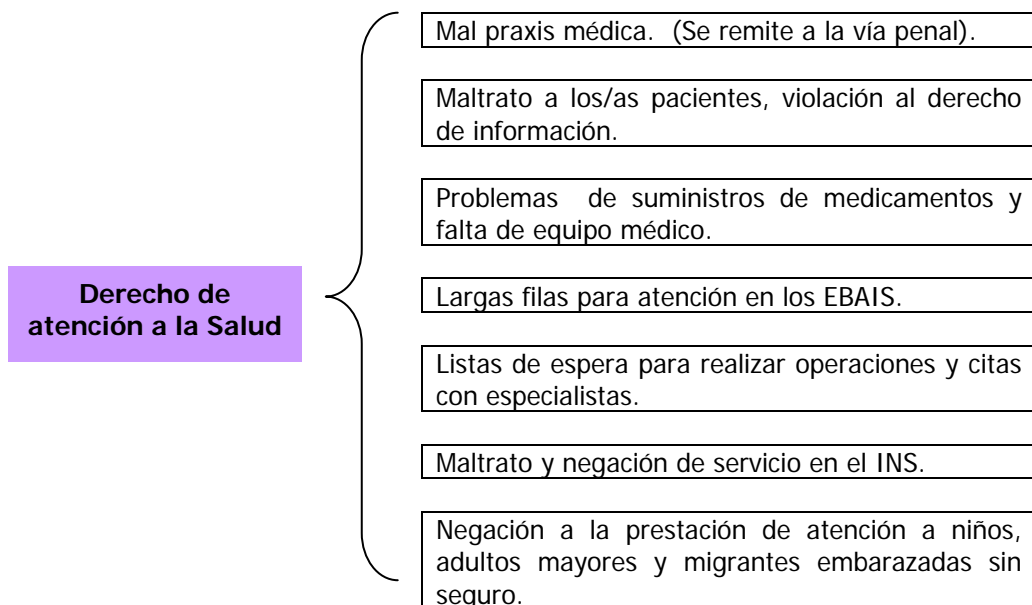 Mal praxis médica. (Se remite a la vía penal).
Maltrato a los/as pacientes, violación al derecho
de información.
Problemas de suministros de medicamentos y
falta de equipo médico.
Derecho de
atención a la Salud
Largas filas para atención en los EBAIS.
Listas de espera para realizar operaciones y citas
con especialistas.
Maltrato y negación de servicio en el INS.
Negación a la prestación de atención a niños,
adultos mayores y migrantes embarazadas sin
seguro.